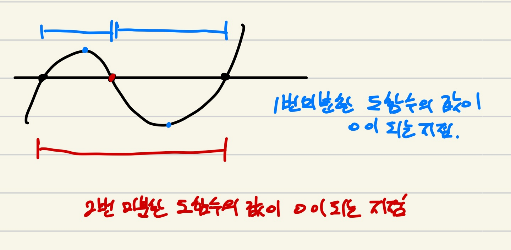 1번 미분한 도함수의 값이
0이 되는 지점.
2번 미분한 도함수의 값이 0이 되는 지점